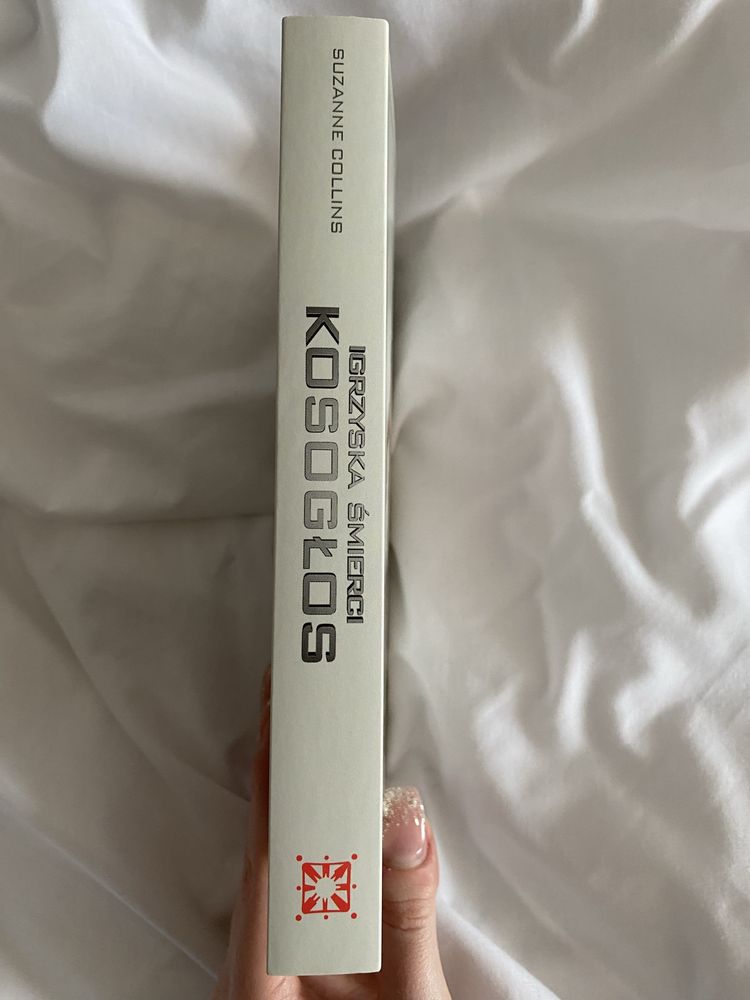 SUZANNE COLLINS
IGRZYSKA ŚMIERCI
KOSOGŁOS